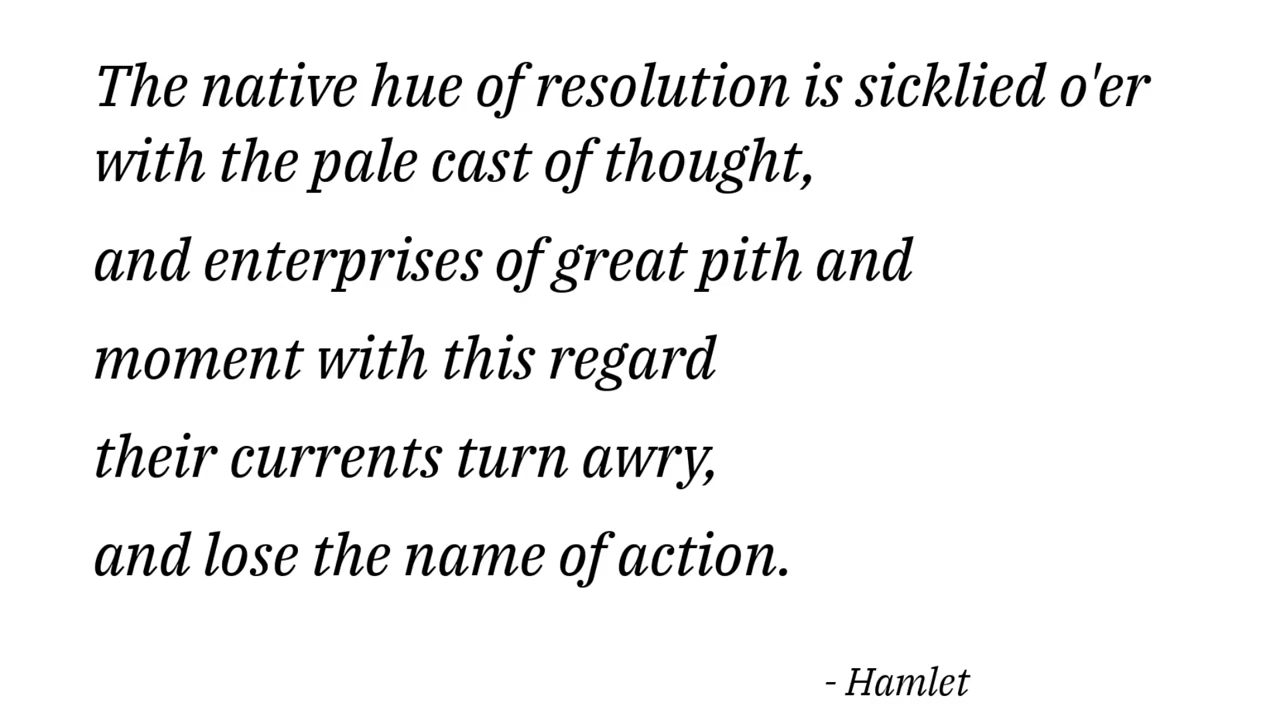 The native hue of resolution is sicklied o'er
with the pale cast of thought,
and enterprises of great pith and
moment with this regard
their currents turn awry,
and lose the name of action.
- Hamlet